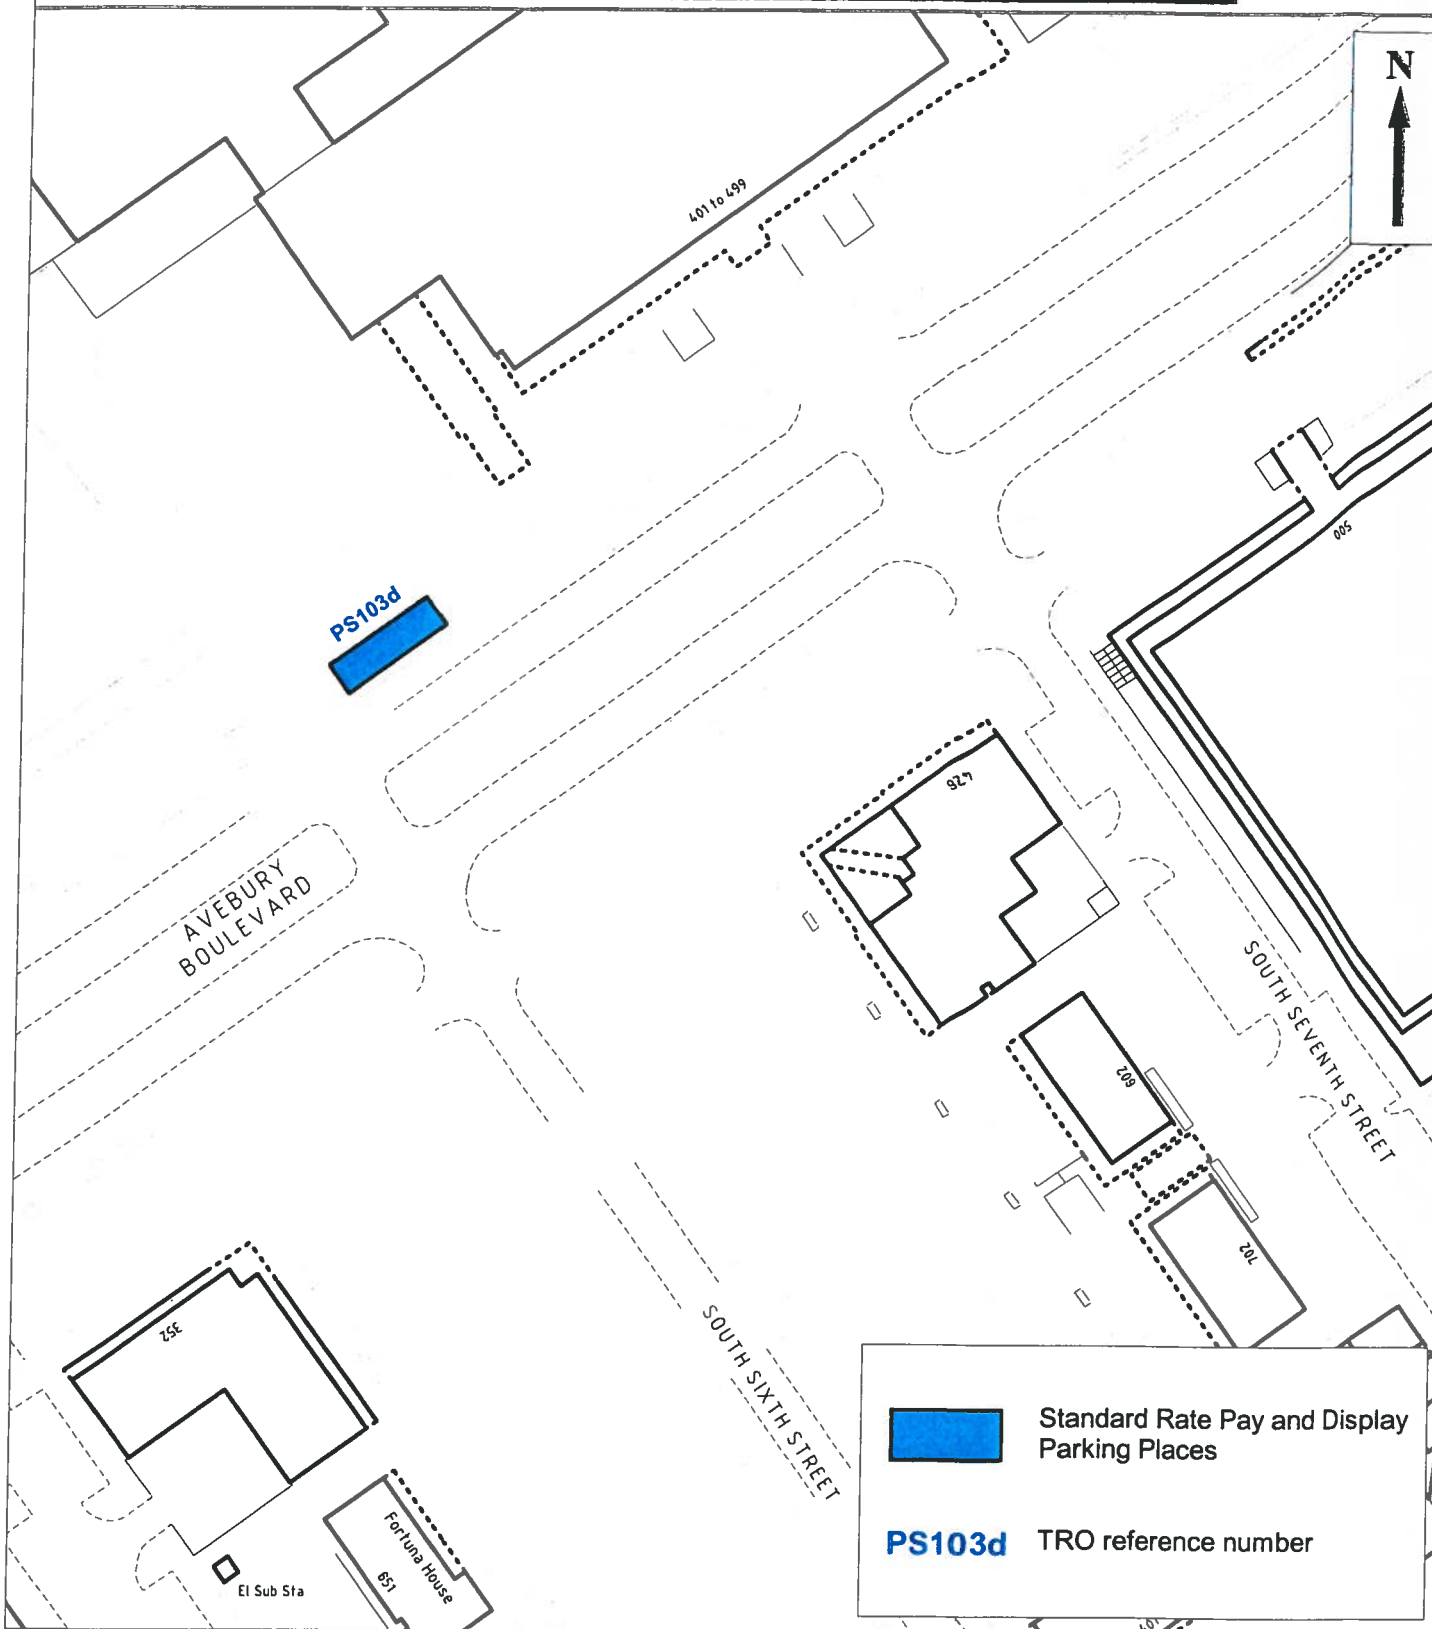 N
401 to 499
500
PS103d
426
AVEBURY
BOULEVARD
SOUTH SEVENTH STREET
602
702
352
SOUTH SIXTH STREET
Standard Rate Pay and Display
Parking Places
PS103d TRO reference number
Fortuna House
651
El Sub Sta